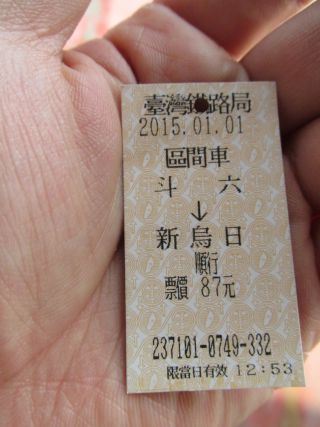 臺灣鐵路局
2015.01.01
區間車
斗 六
↓
新烏日
順行
票價 87元
237101-0749-332
限當日有效 12:53